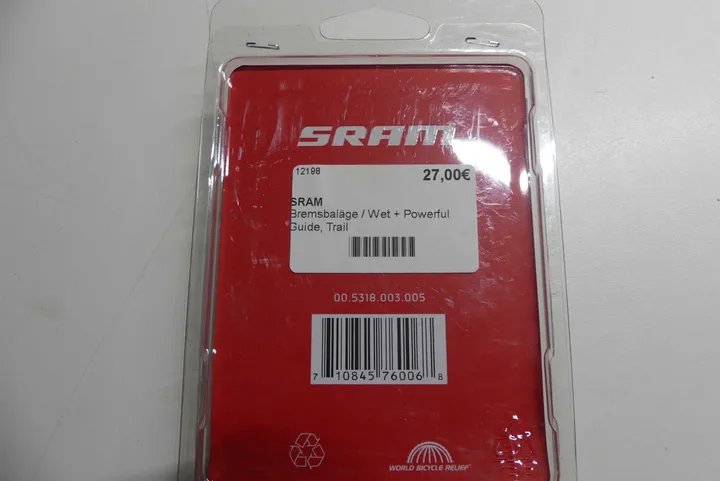 SRAM
12198 27,00€
SRAM
Bremsbaläge / Wet + Powerful
Guide, Trail
00.5318.003.005
7 10845 76006 8
WORLD BICYCLE RELIEF